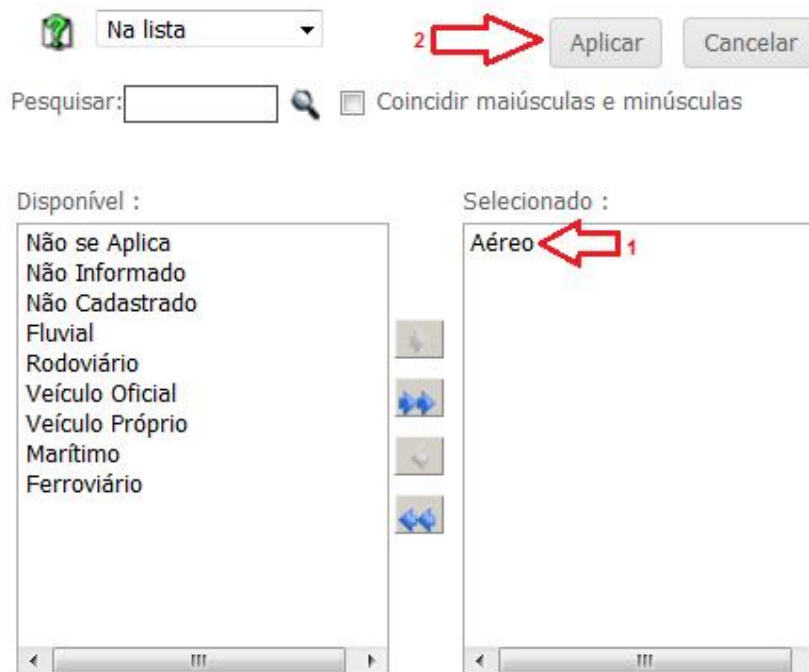 Na lista
2
Aplicar
Cancelar
Pesquisar:
Coincidir maiúsculas e minúsculas
Disponível :
Selecionado :
Não se Aplica
Não Informado
Não Cadastrado
Fluvial
Rodoviário
Veículo Oficial
Veículo Próprio
Marítimo
Ferroviário
Aéreo
1